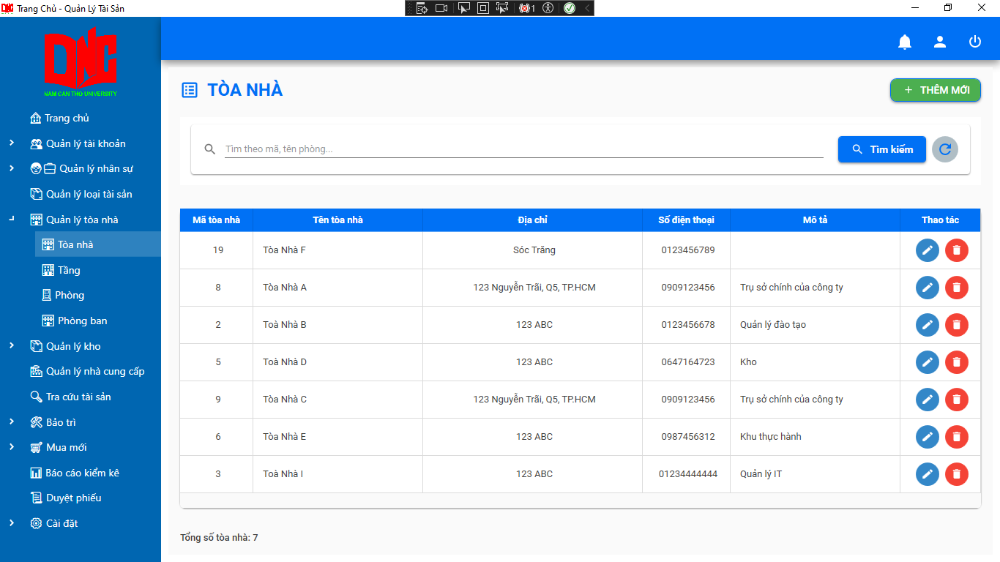 Trang Chủ - Quản Lý Tài Sản
1
DNC
NAM CAN THO UNIVERSITY
Trang chủ
Quản lý tài khoản
Quản lý nhân sự
Quản lý loại tài sản
Quản lý tòa nhà
Tòa nhà
Tầng
Phòng
Phòng ban
Quản lý kho
Quản lý nhà cung cấp
Tra cứu tài sản
Bảo trì
Mua mới
Báo cáo kiểm kê
Duyệt phiếu
Cài đặt
TÒA NHÀ
+ THÊM MỚI
Tìm theo mã, tên phòng...
Tìm kiếm
Mã tòa nhà Tên tòa nhà Địa chỉ Số điện thoại Mô tả Thao tác
19 Tòa Nhà F Sóc Trăng 0123456789
8 Tòa Nhà A 123 Nguyễn Trãi, Q5, TP.HCM 0909123456 Trụ sở chính của công ty
2 Toà Nhà B 123 ABC 0123456678 Quản lý đào tạo
5 Toà Nhà D 123 ABC 0647164723 Kho
9 Tòa Nhà C 123 Nguyễn Trãi, Q5, TP.HCM 0909123456 Trụ sở chính của công ty
6 Tòa Nhà E 123 ABC 0987456312 Khu thực hành
3 Toà Nhà I 123 ABC 01234444444 Quản lý IT
Tổng số tòa nhà: 7